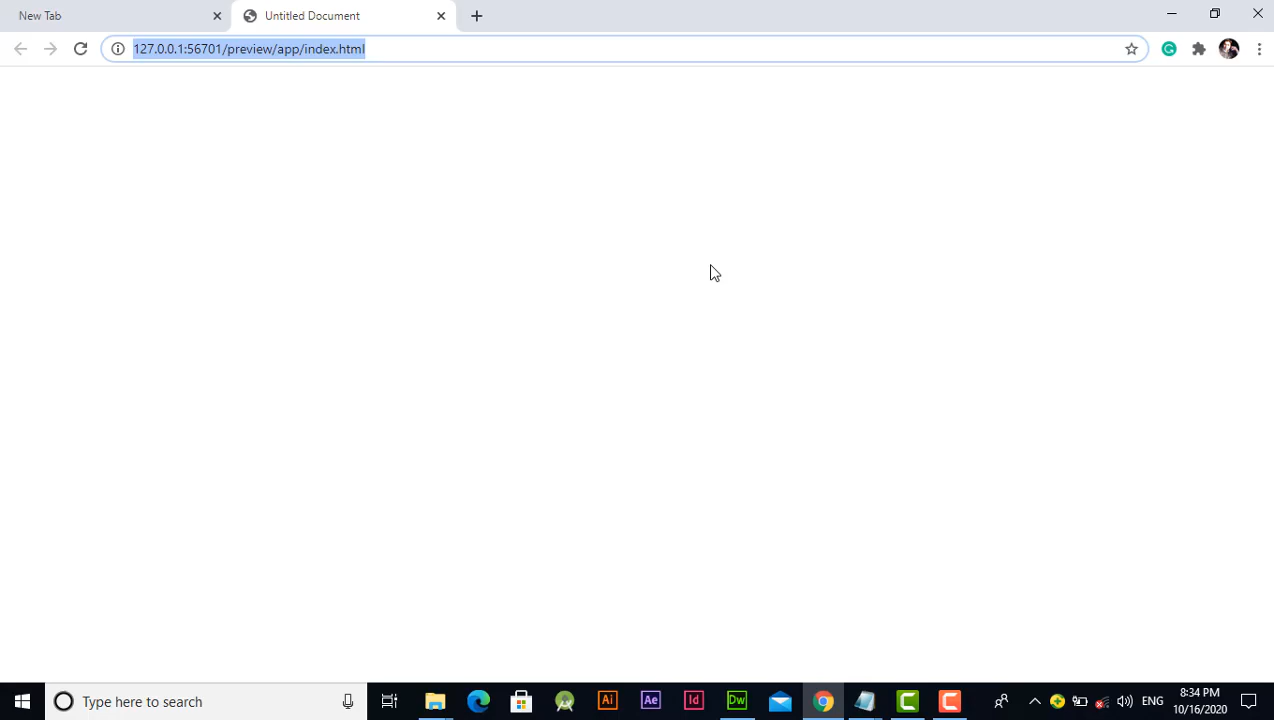 New Tab
Untitled Document
127.0.0.1:56701/preview/app/index.html
Type here to search
Ai
Ae
Id
Dw
ENG
8:34 PM
10/16/2020